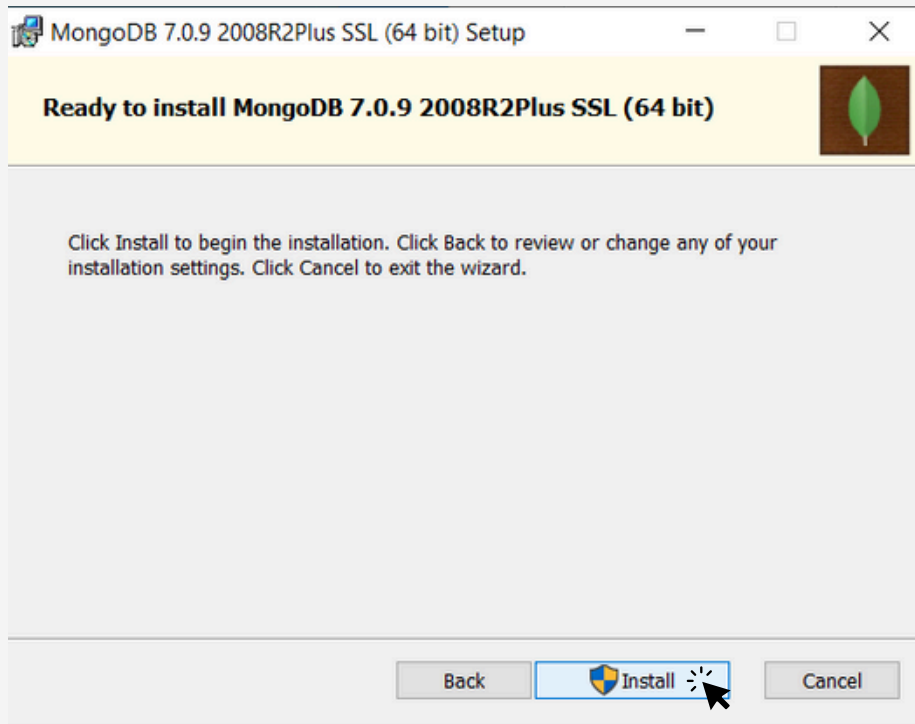 MongoDB 7.0.9 2008R2Plus SSL (64 bit) Setup
Ready to install MongoDB 7.0.9 2008R2Plus SSL (64 bit)
Click Install to begin the installation. Click Back to review or change any of your
installation settings. Click Cancel to exit the wizard.
Back
Install
Cancel